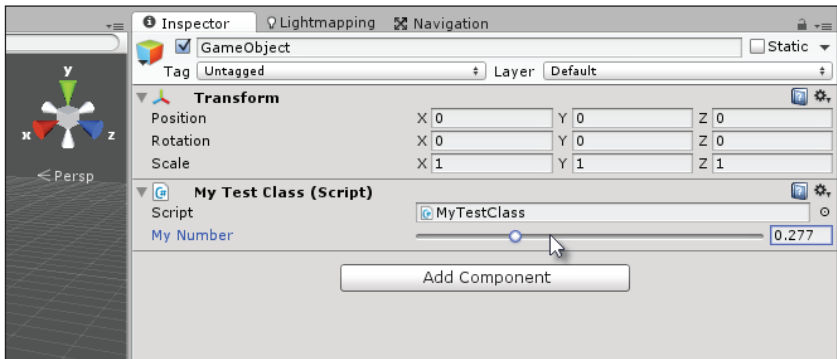 Inspector Lightmapping Navigation
GameObject Static
Tag Untagged Layer Default
Transform
Position X 0 Y 0 Z 0
Rotation X 0 Y 0 Z 0
Scale X 1 Y 1 Z 1
My Test Class (Script)
Script MyTestClass
My Number 0.277
Add Component
y
x z
Persp